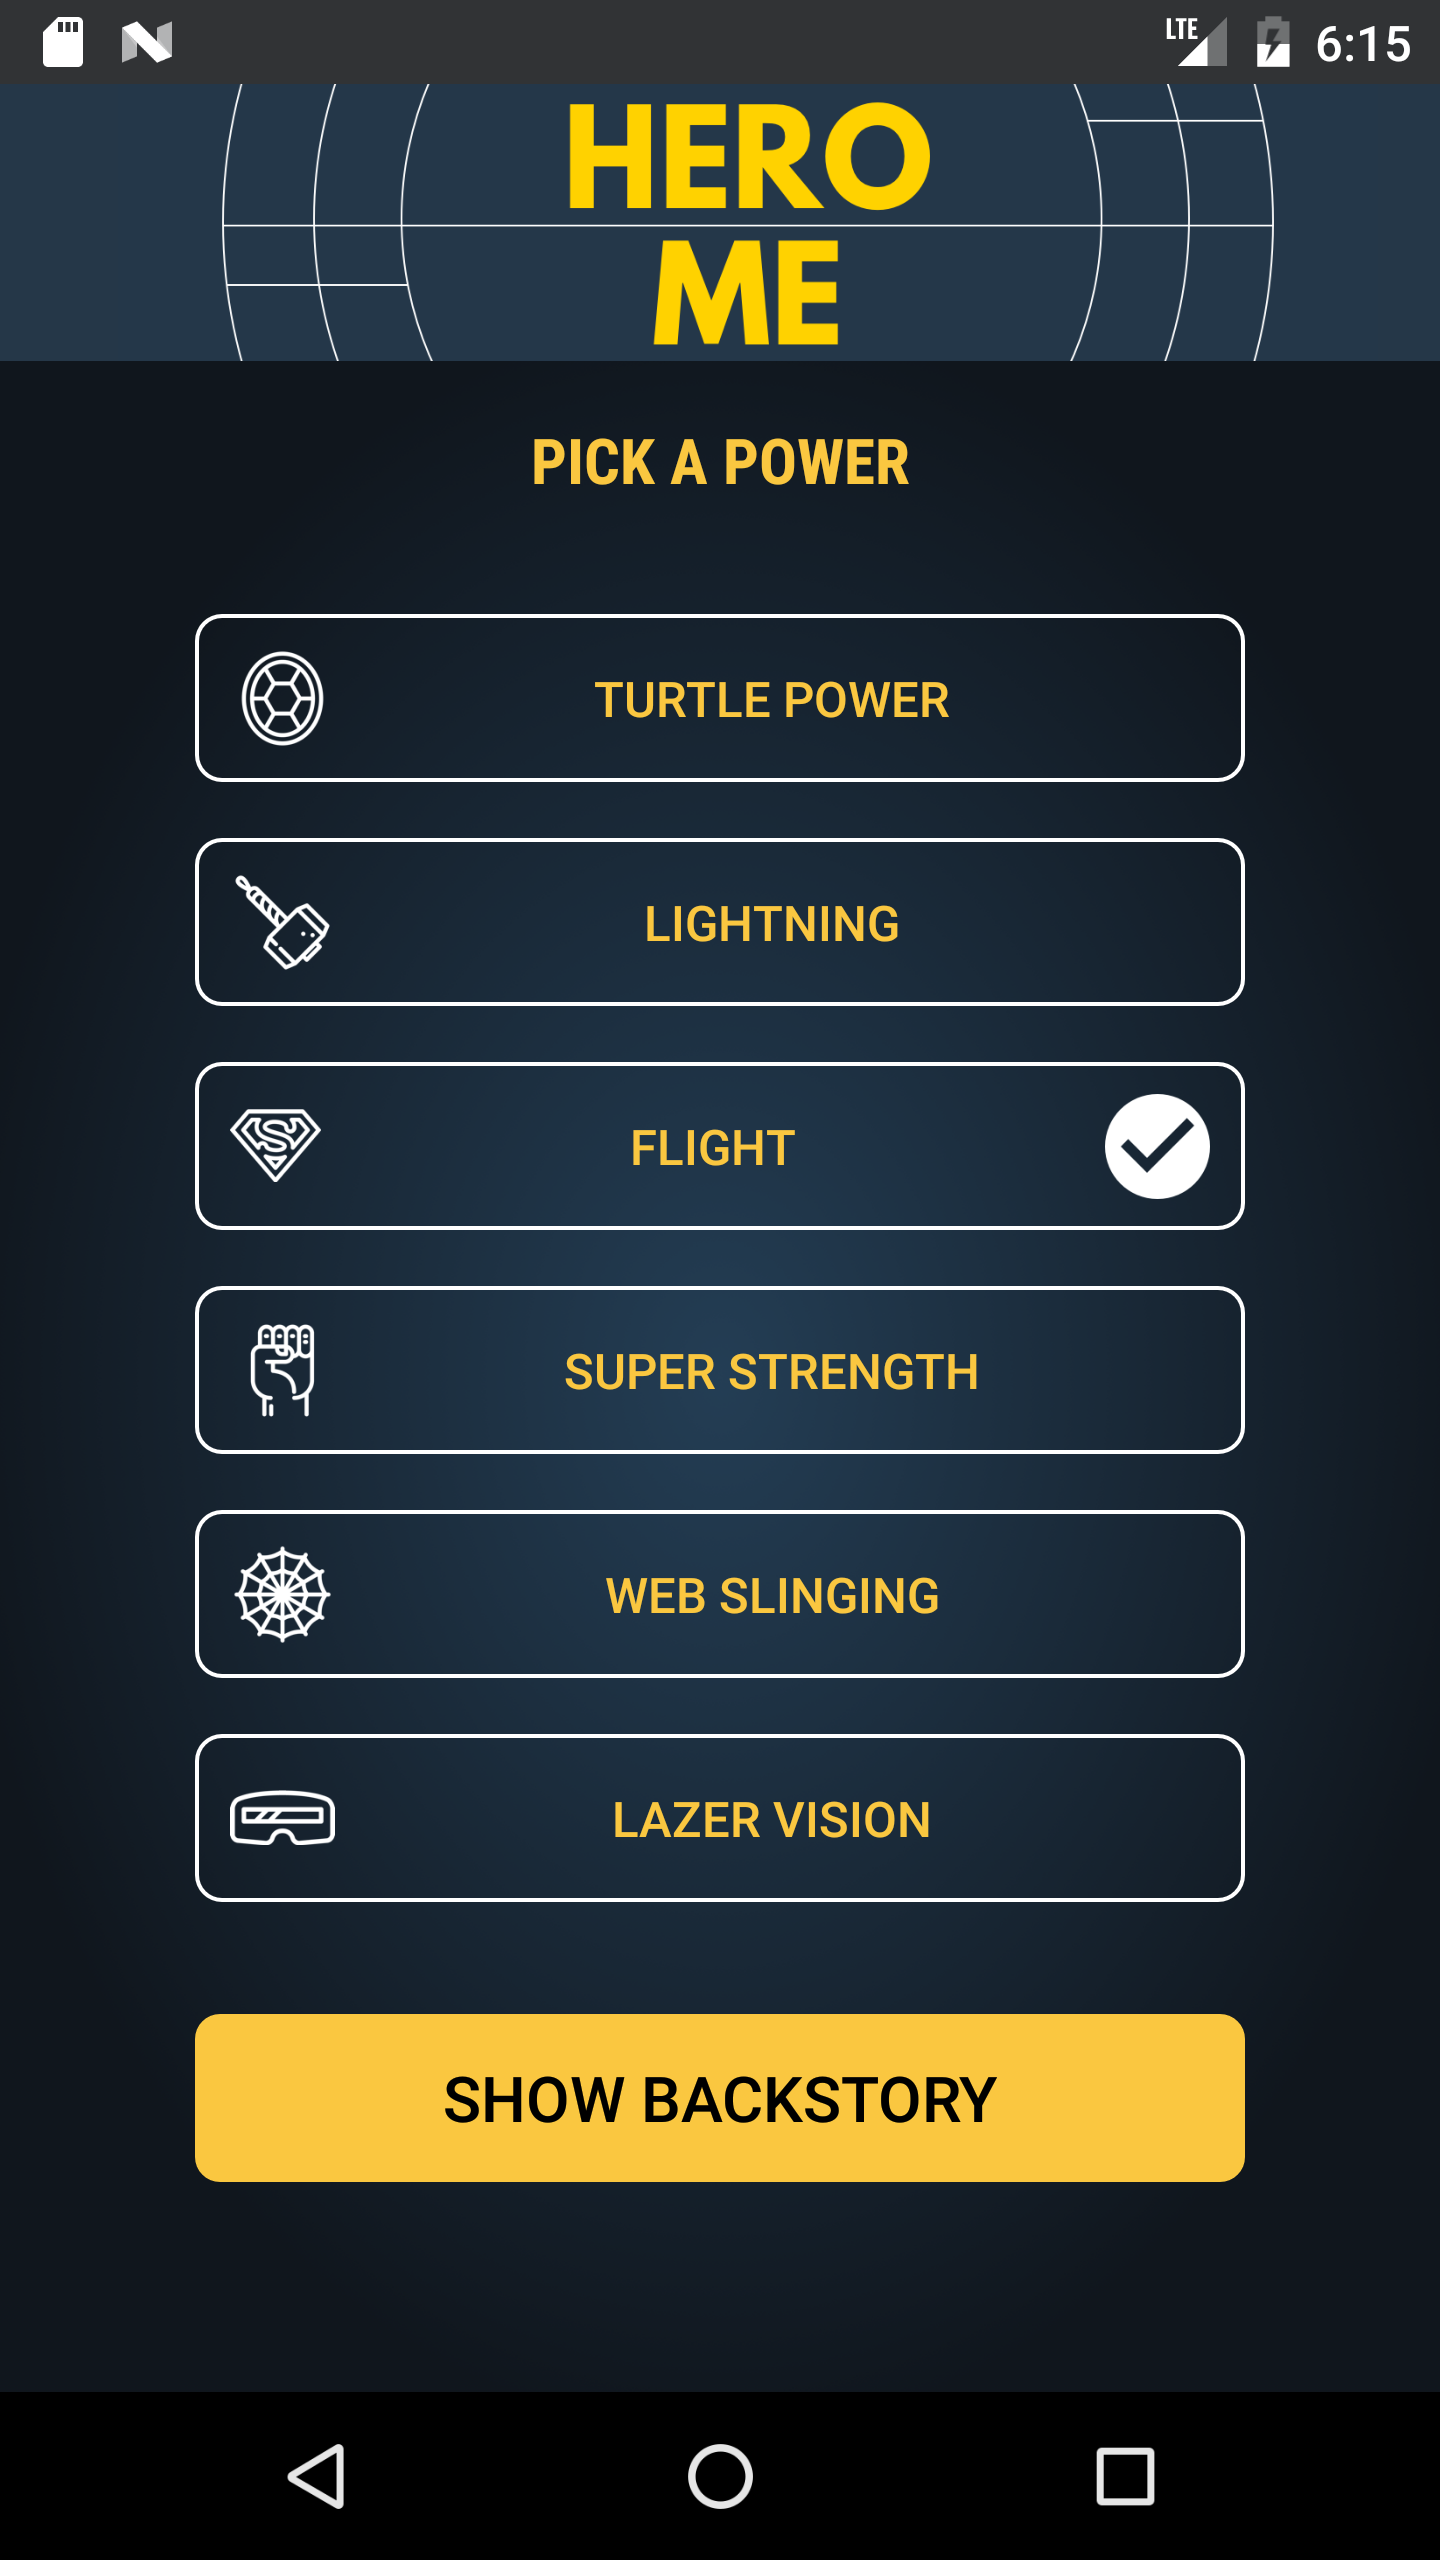 LTE 6:15
HERO
ME
PICK A POWER
TURTLE POWER
LIGHTNING
FLIGHT
SUPER STRENGTH
WEB SLINGING
LAZER VISION
SHOW BACKSTORY